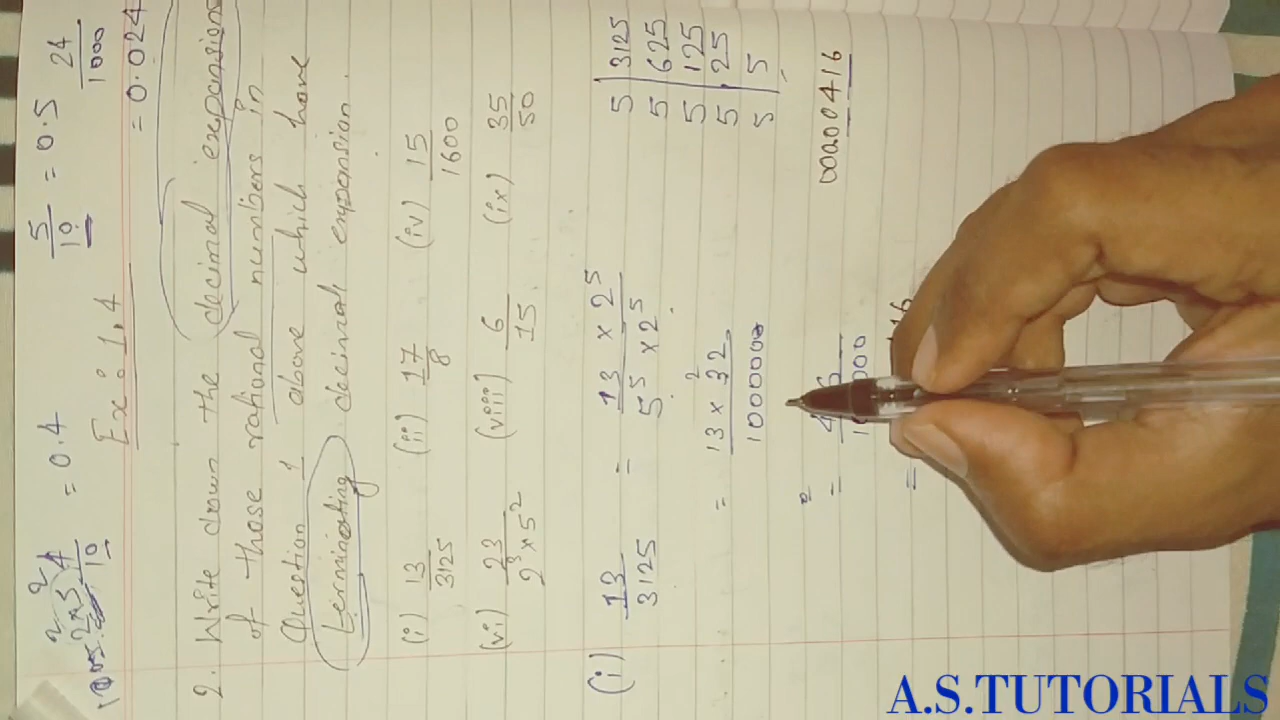 5/10 = 0.5
24/1000
= 0.024
4/10 = 0.4
Ex : 1.4
2. Write down the decimal expansion
of those rational numbers in
Question 1 above which have
terminating decimal expansion.
(i) 13/3125 (ii) 17/8 (iv) 15/1600
(vi) 23/2³×5² (viii) 6/15 (ix) 35/50
(i) 13/3125 = 13 × 2⁵/5⁵ × 2⁵
= 13 × 32/100000
=
=
5 | 3125
5 | 625
5 | 125
5 | 25
5 | 5
A.S.TUTORIALS